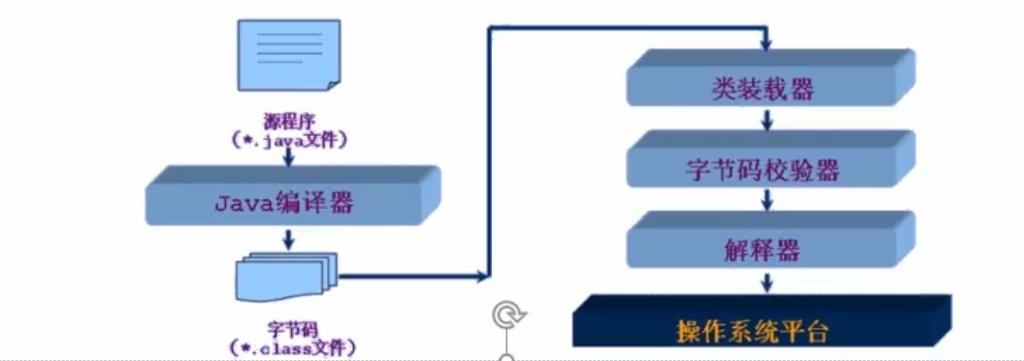 源程序
(*.java文件)
Java编译器
字节码
(*.class文件)
类装载器
字节码校验器
解释器
操作系统平台